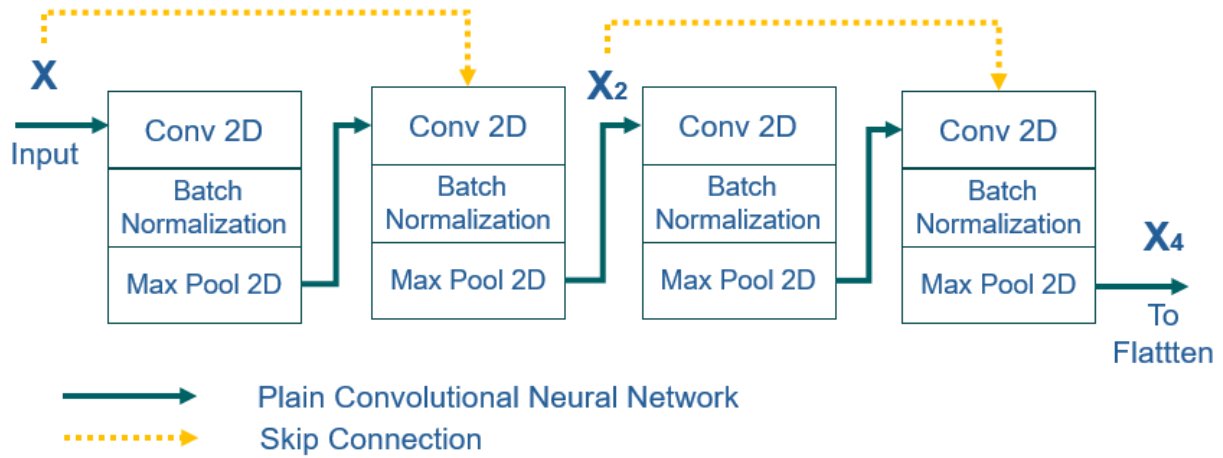 X
Input
Conv 2D
Batch
Normalization
Max Pool 2D
Conv 2D
Batch
Normalization
Max Pool 2D
X2
Conv 2D
Batch
Normalization
Max Pool 2D
Conv 2D
Batch
Normalization
Max Pool 2D
X4
To
Flattten
Plain Convolutional Neural Network
Skip Connection